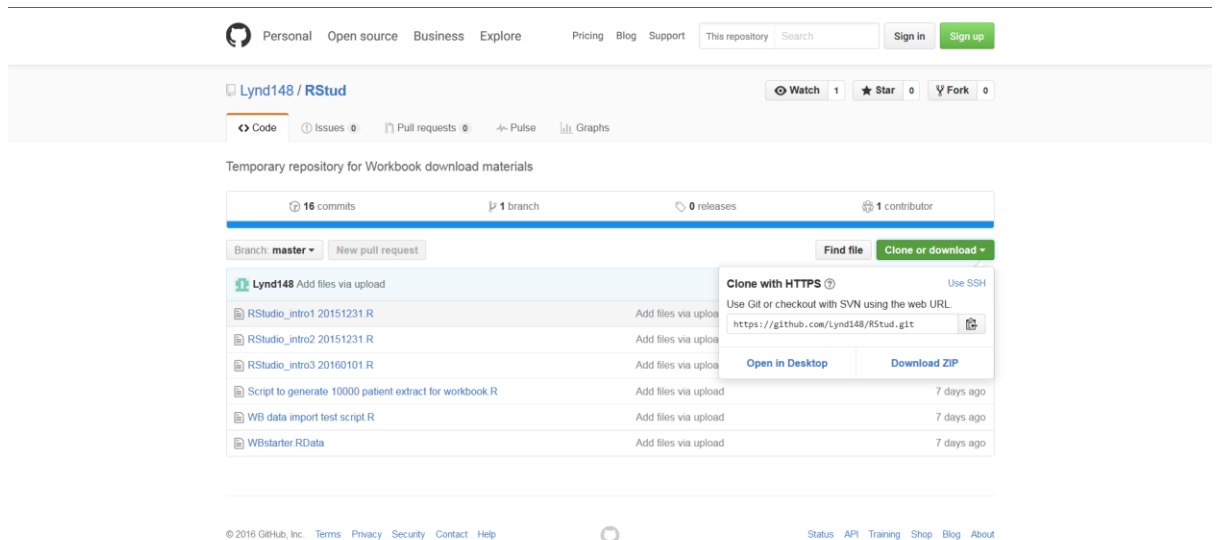 Personal Open source Business Explore Pricing Blog Support This repository Search Sign in Sign up
Lynd148 / RStud Watch 1 Star 0 Fork 0
Code Issues 0 Pull requests 0 Pulse Graphs
Temporary repository for Workbook download materials
16 commits 1 branch 0 releases 1 contributor
Branch: master New pull request Find file Clone or download
Lynd148 Add files via upload
Clone with HTTPS Use SSH
Use Git or checkout with SVN using the web URL.
https://github.com/Lynd148/RStud.git
Open in Desktop Download ZIP
RStudio_intro1 20151231.R Add files via uploa
RStudio_intro2 20151231.R Add files via uploa
RStudio_intro3 20160101.R Add files via uploa
Script to generate 10000 patient extract for workbook.R Add files via upload 7 days ago
WB data import test script.R Add files via upload 7 days ago
WBstarter.RData Add files via upload 7 days ago
© 2016 GitHub, Inc. Terms Privacy Security Contact Help Status API Training Shop Blog About